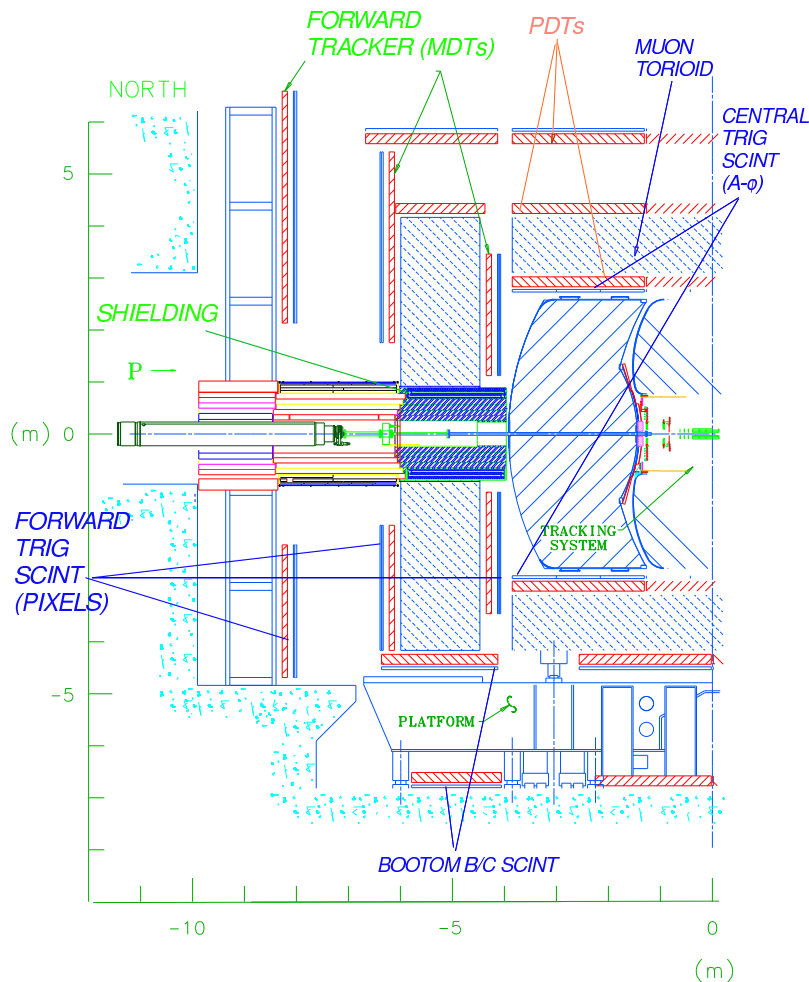 FORWARD
TRACKER (MDTs)
PDTs
MUON
TORIOID
NORTH
CENTRAL
TRIG
SCINT
(A-φ)
5
SHIELDING
P
(m) 0
FORWARD
TRIG
SCINT
(PIXELS)
TRACKING
SYSTEM
-5
PLATFORM
BOOTOM B/C SCINT
-10
-5
0
(m)